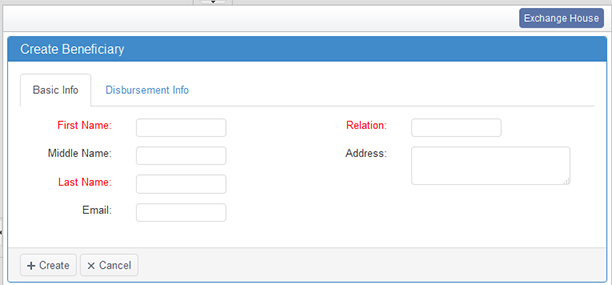 Exchange House
Create Beneficiary
Basic Info Disbursement Info
First Name: Relation:
Middle Name: Address:
Last Name:
Email:
+ Create × Cancel